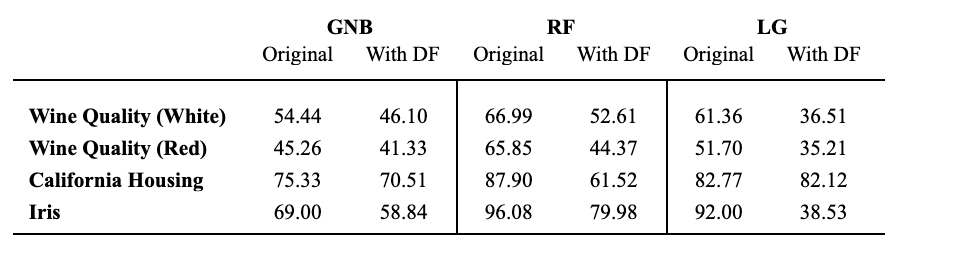 GNB RF LG
Original With DF Original With DF Original With DF
Wine Quality (White) 54.44 46.10 66.99 52.61 61.36 36.51
Wine Quality (Red) 45.26 41.33 65.85 44.37 51.70 35.21
California Housing 75.33 70.51 87.90 61.52 82.77 82.12
Iris 69.00 58.84 96.08 79.98 92.00 38.53